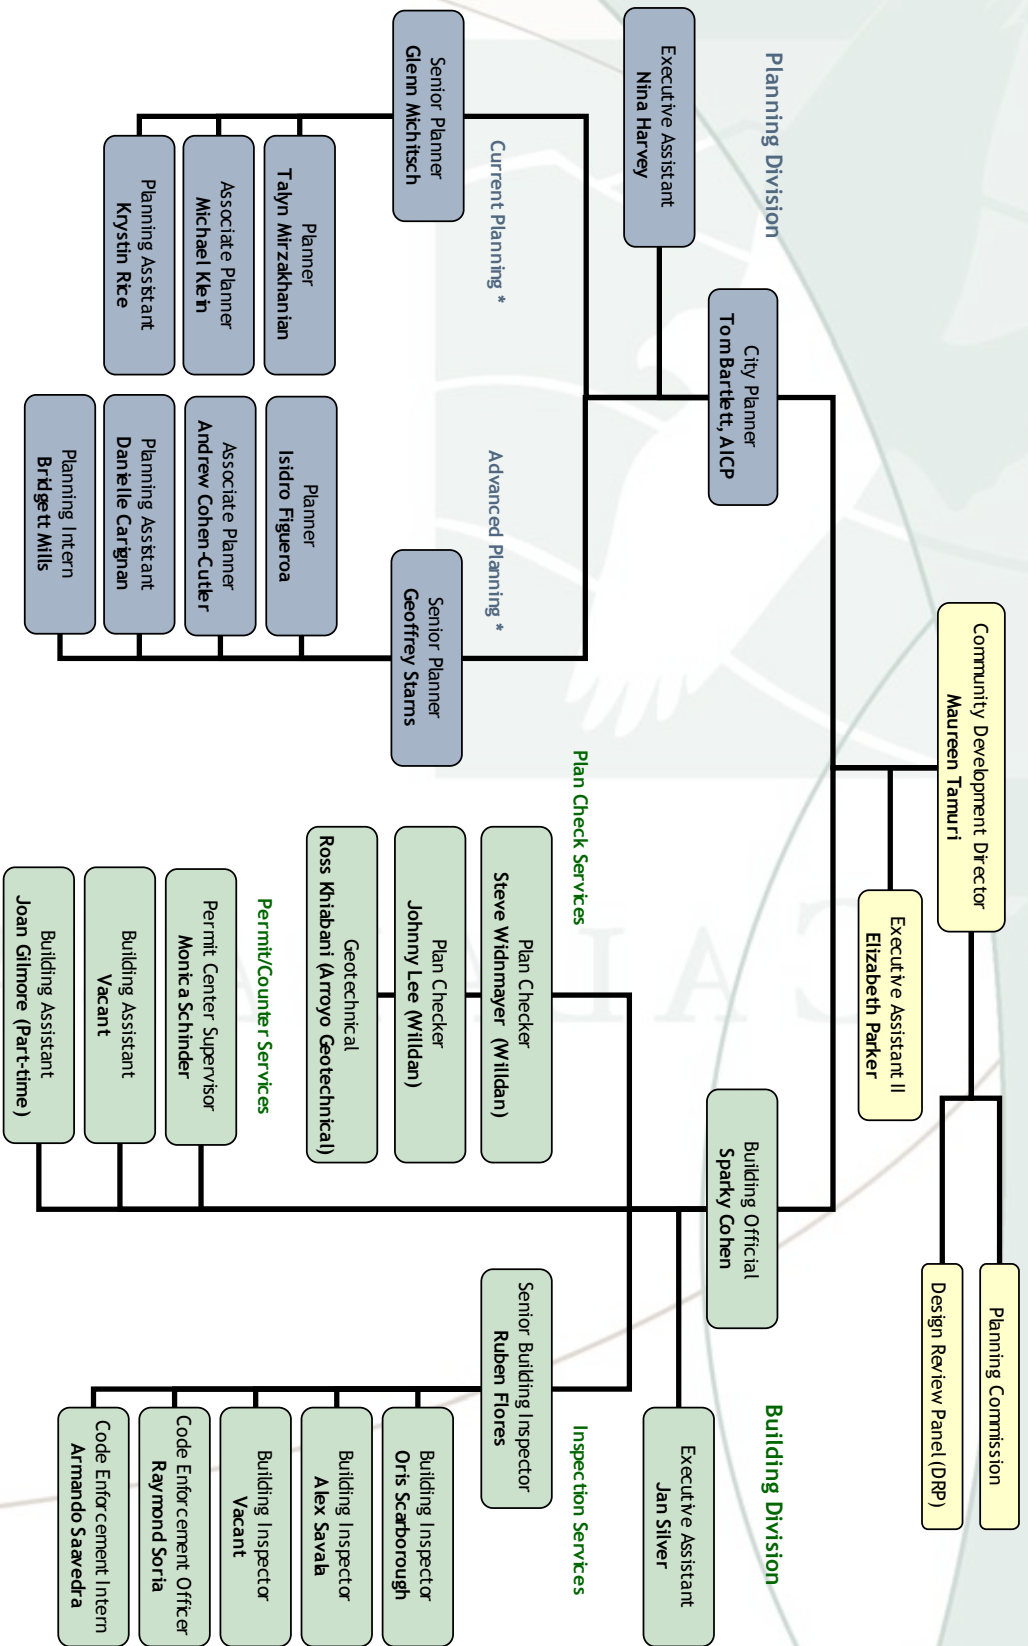 Community Development Director
Maureen Tamuri
Planning Commission
Design Review Panel (DRP)
Executive Assistant II
Elizabeth Parker
Planning Division
City Planner
Tom Bartlett, AICP
Executive Assistant
Nina Harvey
Current Planning *
Advanced Planning *
Senior Planner
Glenn Michitsch
Planner
Talyn Mirzakhanian
Associate Planner
Michael Klein
Planning Assistant
Krystin Rice
Senior Planner
Geoffrey Starns
Planner
Isidro Figueroa
Associate Planner
Andrew Cohen-Cutler
Planning Assistant
Danielle Carignan
Planning Intern
Bridgett Mills
Building Division
Building Official
Sparky Cohen
Executive Assistant
Jan Silver
Plan Check Services
Plan Checker
Steve Widnmayer (Willdan)
Plan Checker
Johnny Lee (Willdan)
Geotechnical
Ross Khiabani (Arroyo Geotechnical)
Permit/Counter Services
Permit Center Supervisor
Monica Schinder
Building Assistant
Vacant
Building Assistant
Joan Gilmore (Part-time)
Inspection Services
Senior Building Inspector
Ruben Flores
Building Inspector
Oris Scarborough
Building Inspector
Alex Savala
Building Inspector
Vacant
Code Enforcement Officer
Raymond Soria
Code Enforcement Intern
Armando Saavedra